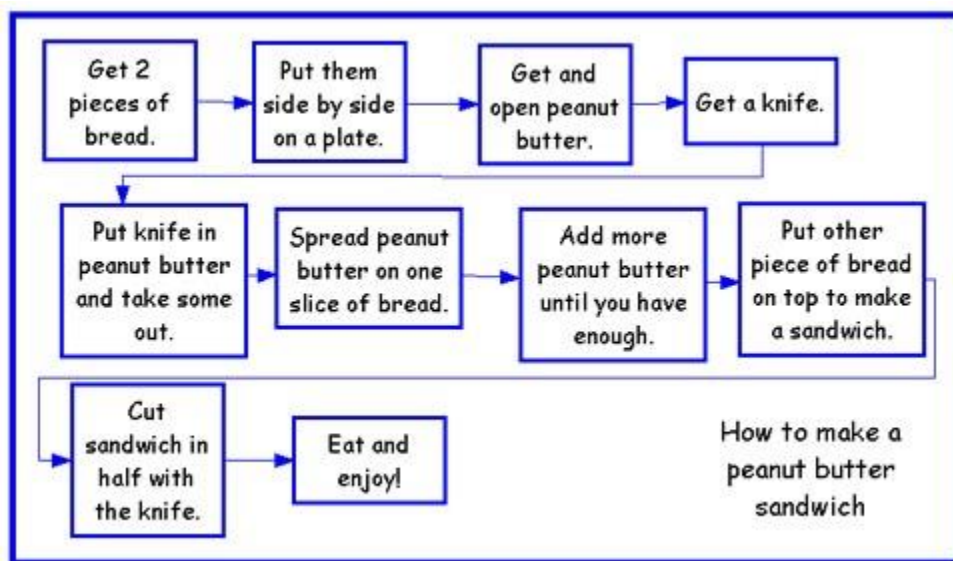 Get 2
pieces of
bread.
Put them
side by side
on a plate.
Get and
open peanut
butter.
Get a knife.
Put knife in
peanut butter
and take some
out.
Spread peanut
butter on one
slice of bread.
Add more
peanut butter
until you have
enough.
Put other
piece of bread
on top to make
a sandwich.
Cut
sandwich in
half with
the knife.
Eat and
enjoy!
How to make a
peanut butter
sandwich